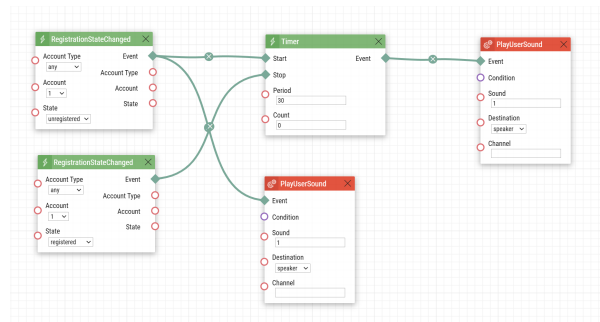 RegistrationStateChanged
Account Type
any
Event
Account Type
Account
1
Account
State
unregistered
State
Timer
Start
Event
Stop
Period
30
Count
0
PlayUserSound
Event
Condition
Sound
1
Destination
speaker
Channel
RegistrationStateChanged
Account Type
any
Event
Account Type
Account
1
Account
State
registered
State
PlayUserSound
Event
Condition
Sound
1
Destination
speaker
Channel